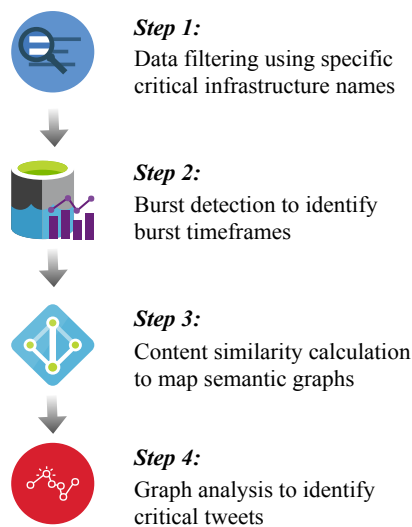 Step 1:
Data filtering using specific
critical infrastructure names
Step 2:
Burst detection to identify
burst timeframes
Step 3:
Content similarity calculation
to map semantic graphs
Step 4:
Graph analysis to identify
critical tweets